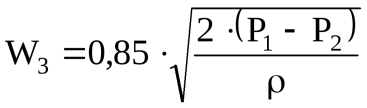 W₃ = 0,85 · √(2 · (P₁ - P₂) / ρ)